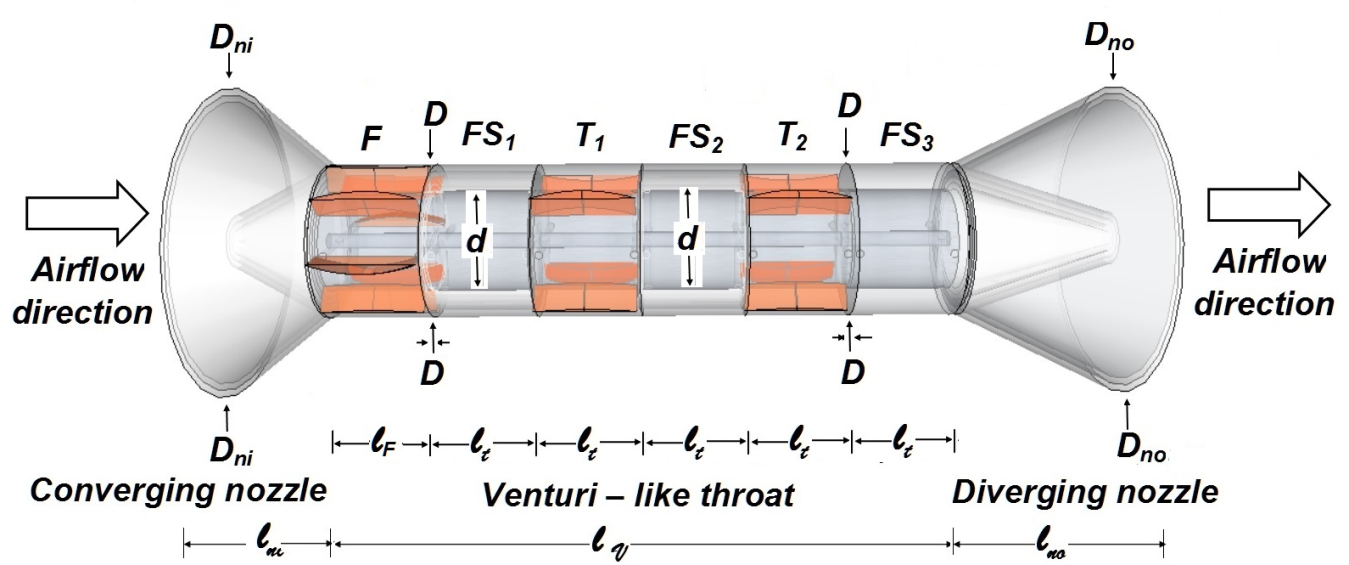 D_ni
D_no
F
D
FS_1
T_1
FS_2
T_2
D
FS_3
d
d
Airflow
direction
Airflow
direction
D
D
D_ni
D_no
ℓ_F
ℓ_t
ℓ_t
ℓ_t
ℓ_t
ℓ_t
Converging nozzle
Venturi – like throat
Diverging nozzle
ℓ_ni
ℓ_V
ℓ_no